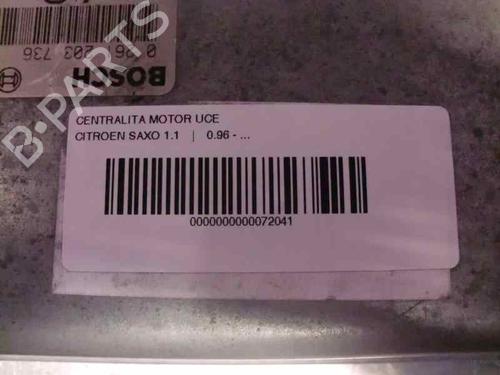 0 261 203 736
BOSCH
B-PARTS
CENTRALITA MOTOR UCE
CITROEN SAXO 1.1 | 0.96 - ...
0000000000072041